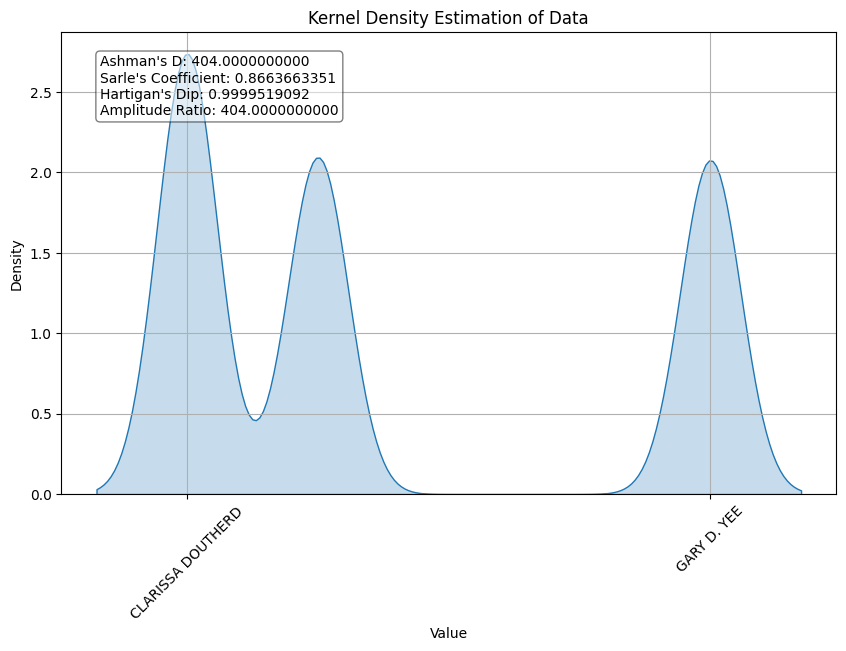 Kernel Density Estimation of Data
Ashman's D: 404.0000000000
Sarle's Coefficient: 0.8663663351
Hartigan's Dip: 0.9999519092
Amplitude Ratio: 404.0000000000
2.5
2.0
1.5
1.0
0.5
0.0
Density
CLARISSA DOUTHERD
GARY D. YEE
Value